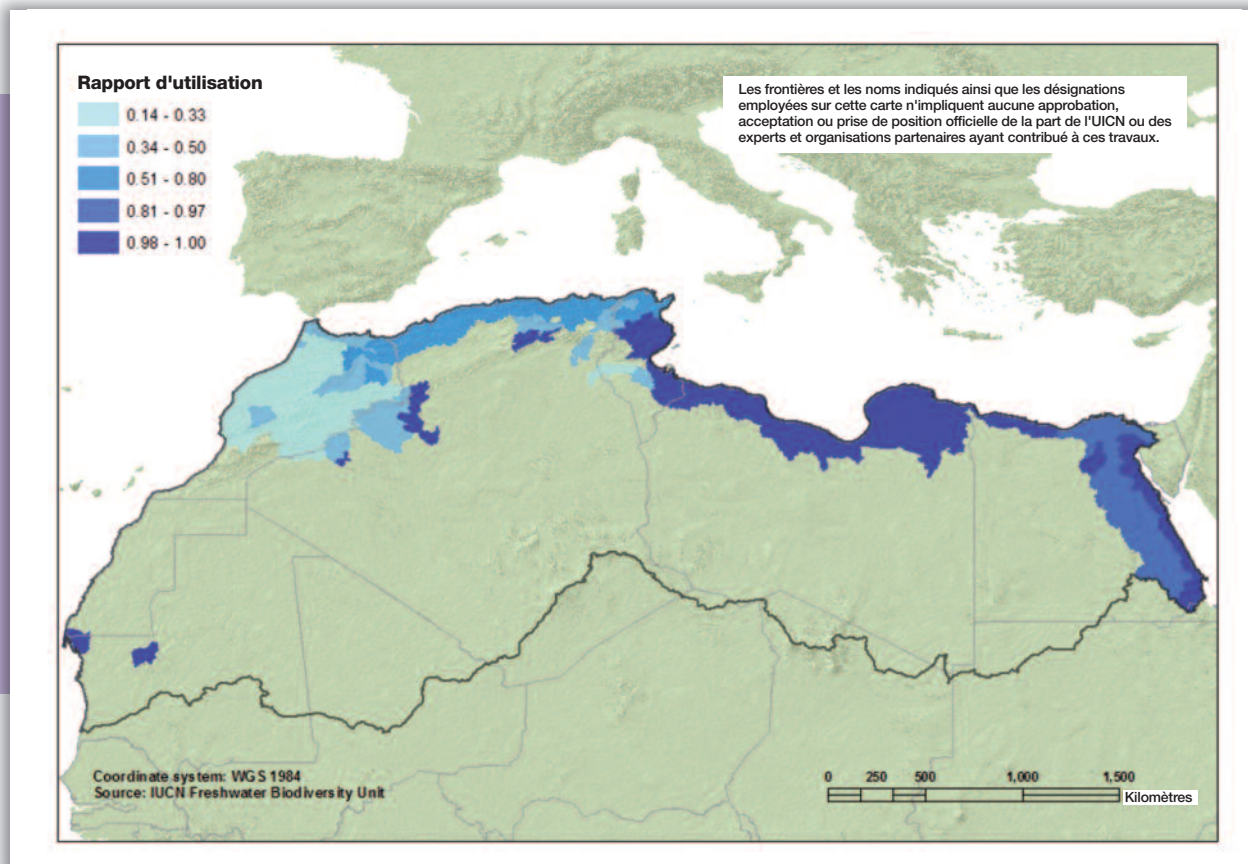 Rapport d'utilisation
0.14 - 0.33
0.34 - 0.50
0.51 - 0.80
0.81 - 0.97
0.98 - 1.00
Les frontières et les noms indiqués ainsi que les désignations
employées sur cette carte n'impliquent aucune approbation,
acceptation ou prise de position officielle de la part de l'UICN ou des
experts et organisations partenaires ayant contribué à ces travaux.
Coordinate system: WGS 1984
Source: IUCN Freshwater Biodiversity Unit
0 250 500 1,000 1,500
Kilomètres